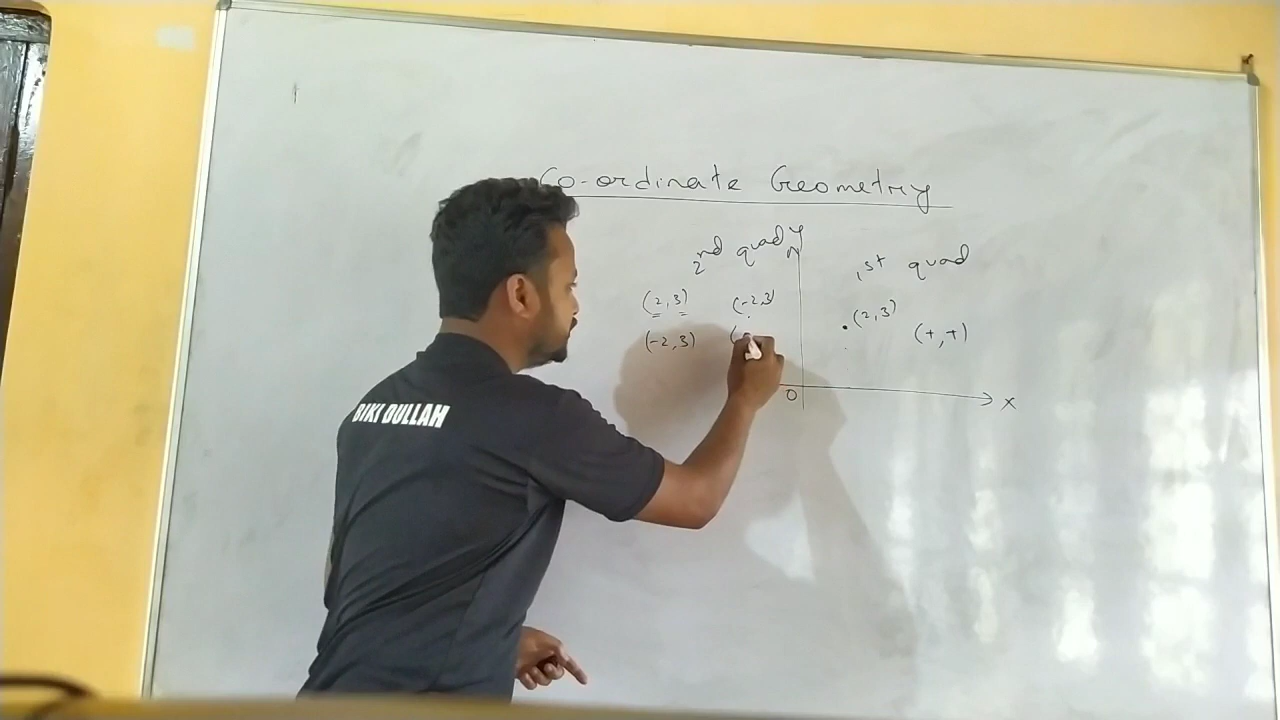 Co-ordinate Geometry
2nd quad
Y
1st quad
(2,3)
(-2,3)
(2,3)
(-2,3)
(+,+)
O
X
BIKI DULLAH